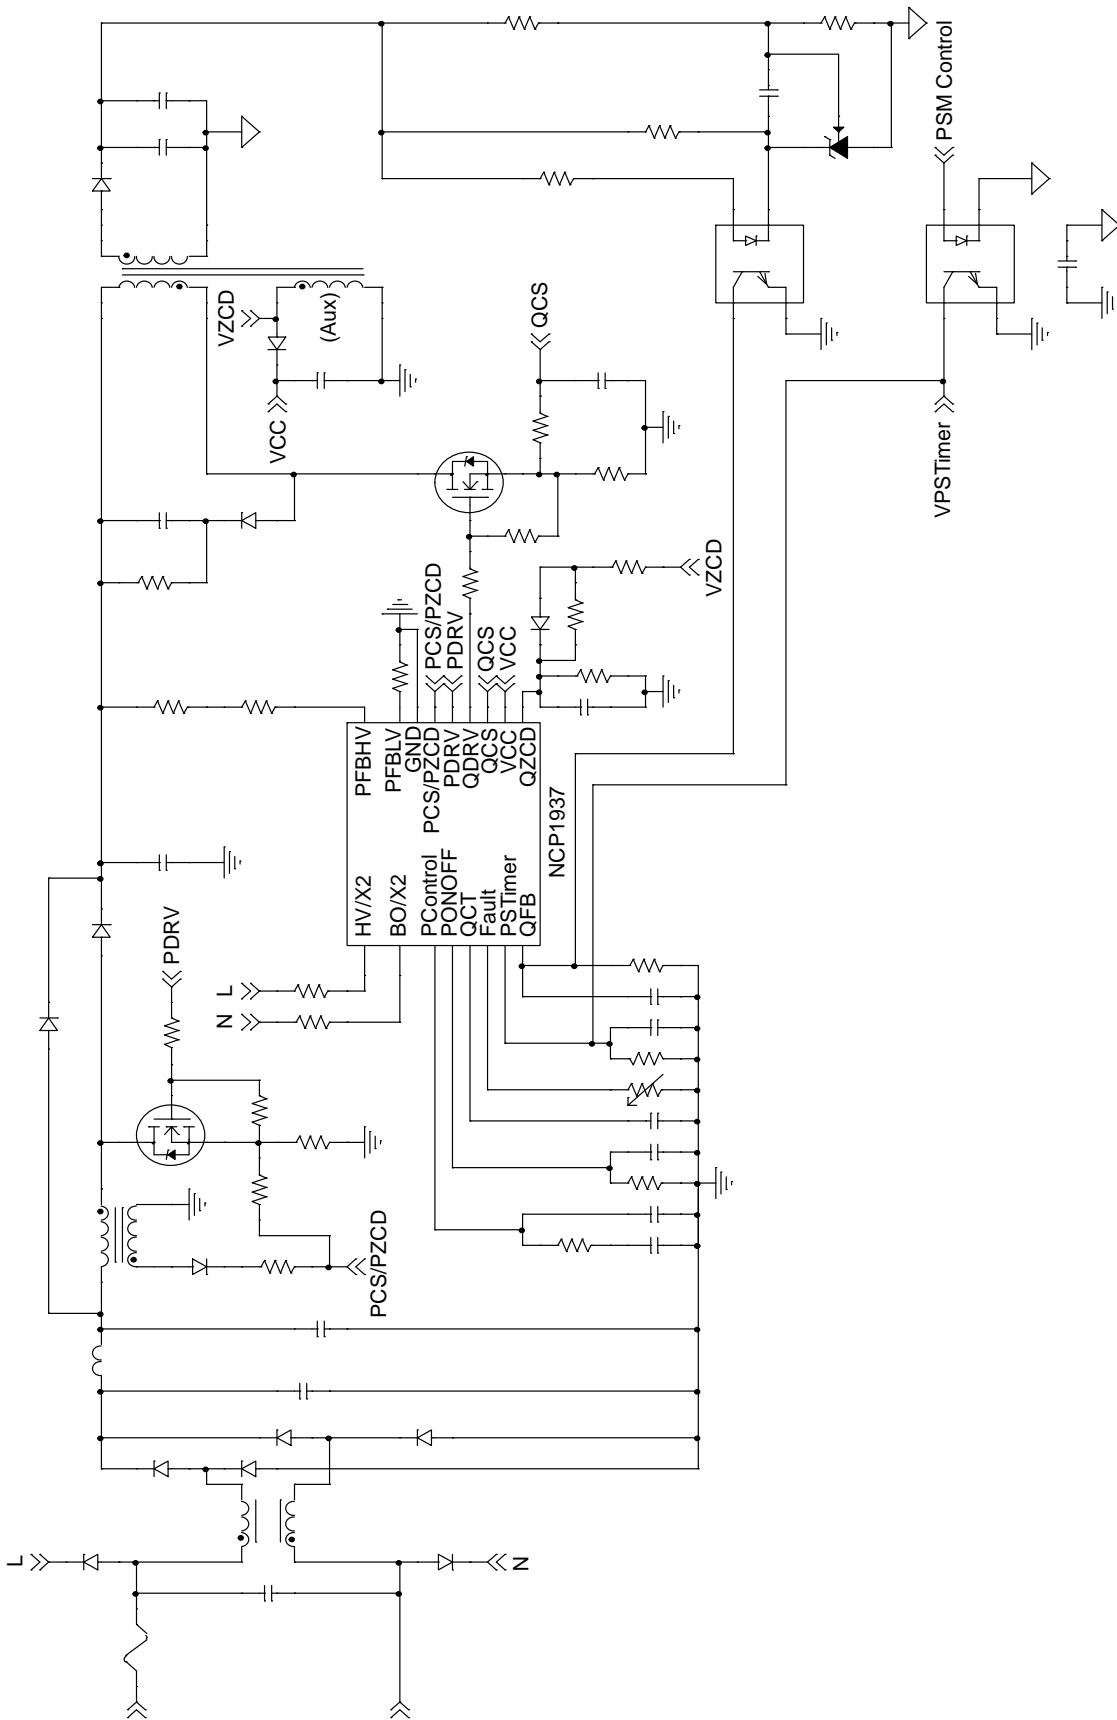 L
N
PCS/PZCD
PDRV
L
N
HV/X2
BO/X2
PControl
PONOFF
QCT
Fault
PSTimer
QFB
PFBHV
PFBLV
GND
PCS/PZCD
PDRV
QDRV
QCS
VCC
QZCD
NCP1937
PCS/PZCD
PDRV
QCS
VCC
VZCD
VCC
VZCD
(Aux)
QCS
VPSTimer
PSM Control